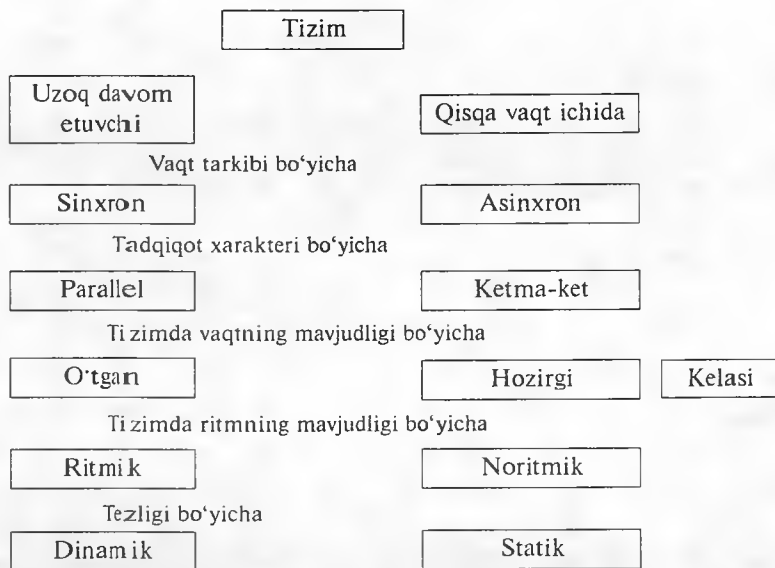 Tizim
Uzoq davom
etuvchi
Qisqa vaqt ichida
Vaqt tarkibi bo‘yicha
Sinxron
Asinxron
Tadqiqot xarakteri bo‘yicha
Parallel
Ketma-ket
Tizimda vaqtning mavjudligi bo‘yicha
O‘tgan
Hozirgi
Kelasi
Tizimda ritmning mavjudligi bo‘yicha
Ritmik
Noritmik
Tezligi bo‘yicha
Dinamik
Statik